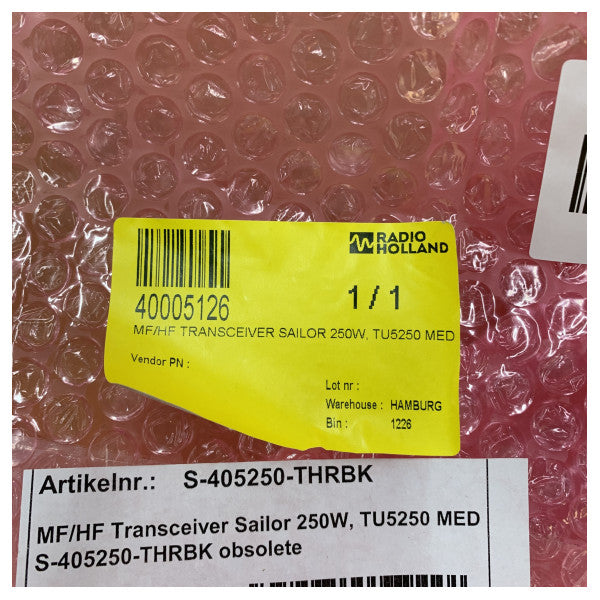 RADIO
HOLLAND
40005126
1 / 1
MF/HF TRANSCEIVER SAILOR 250W, TU5250 MED
Vendor PN :
Lot nr :
Warehouse : HAMBURG
Bin : 1226
Artikelnr.: S-405250-THRBK
MF/HF Transceiver Sailor 250W, TU5250 MED
S-405250-THRBK obsolete